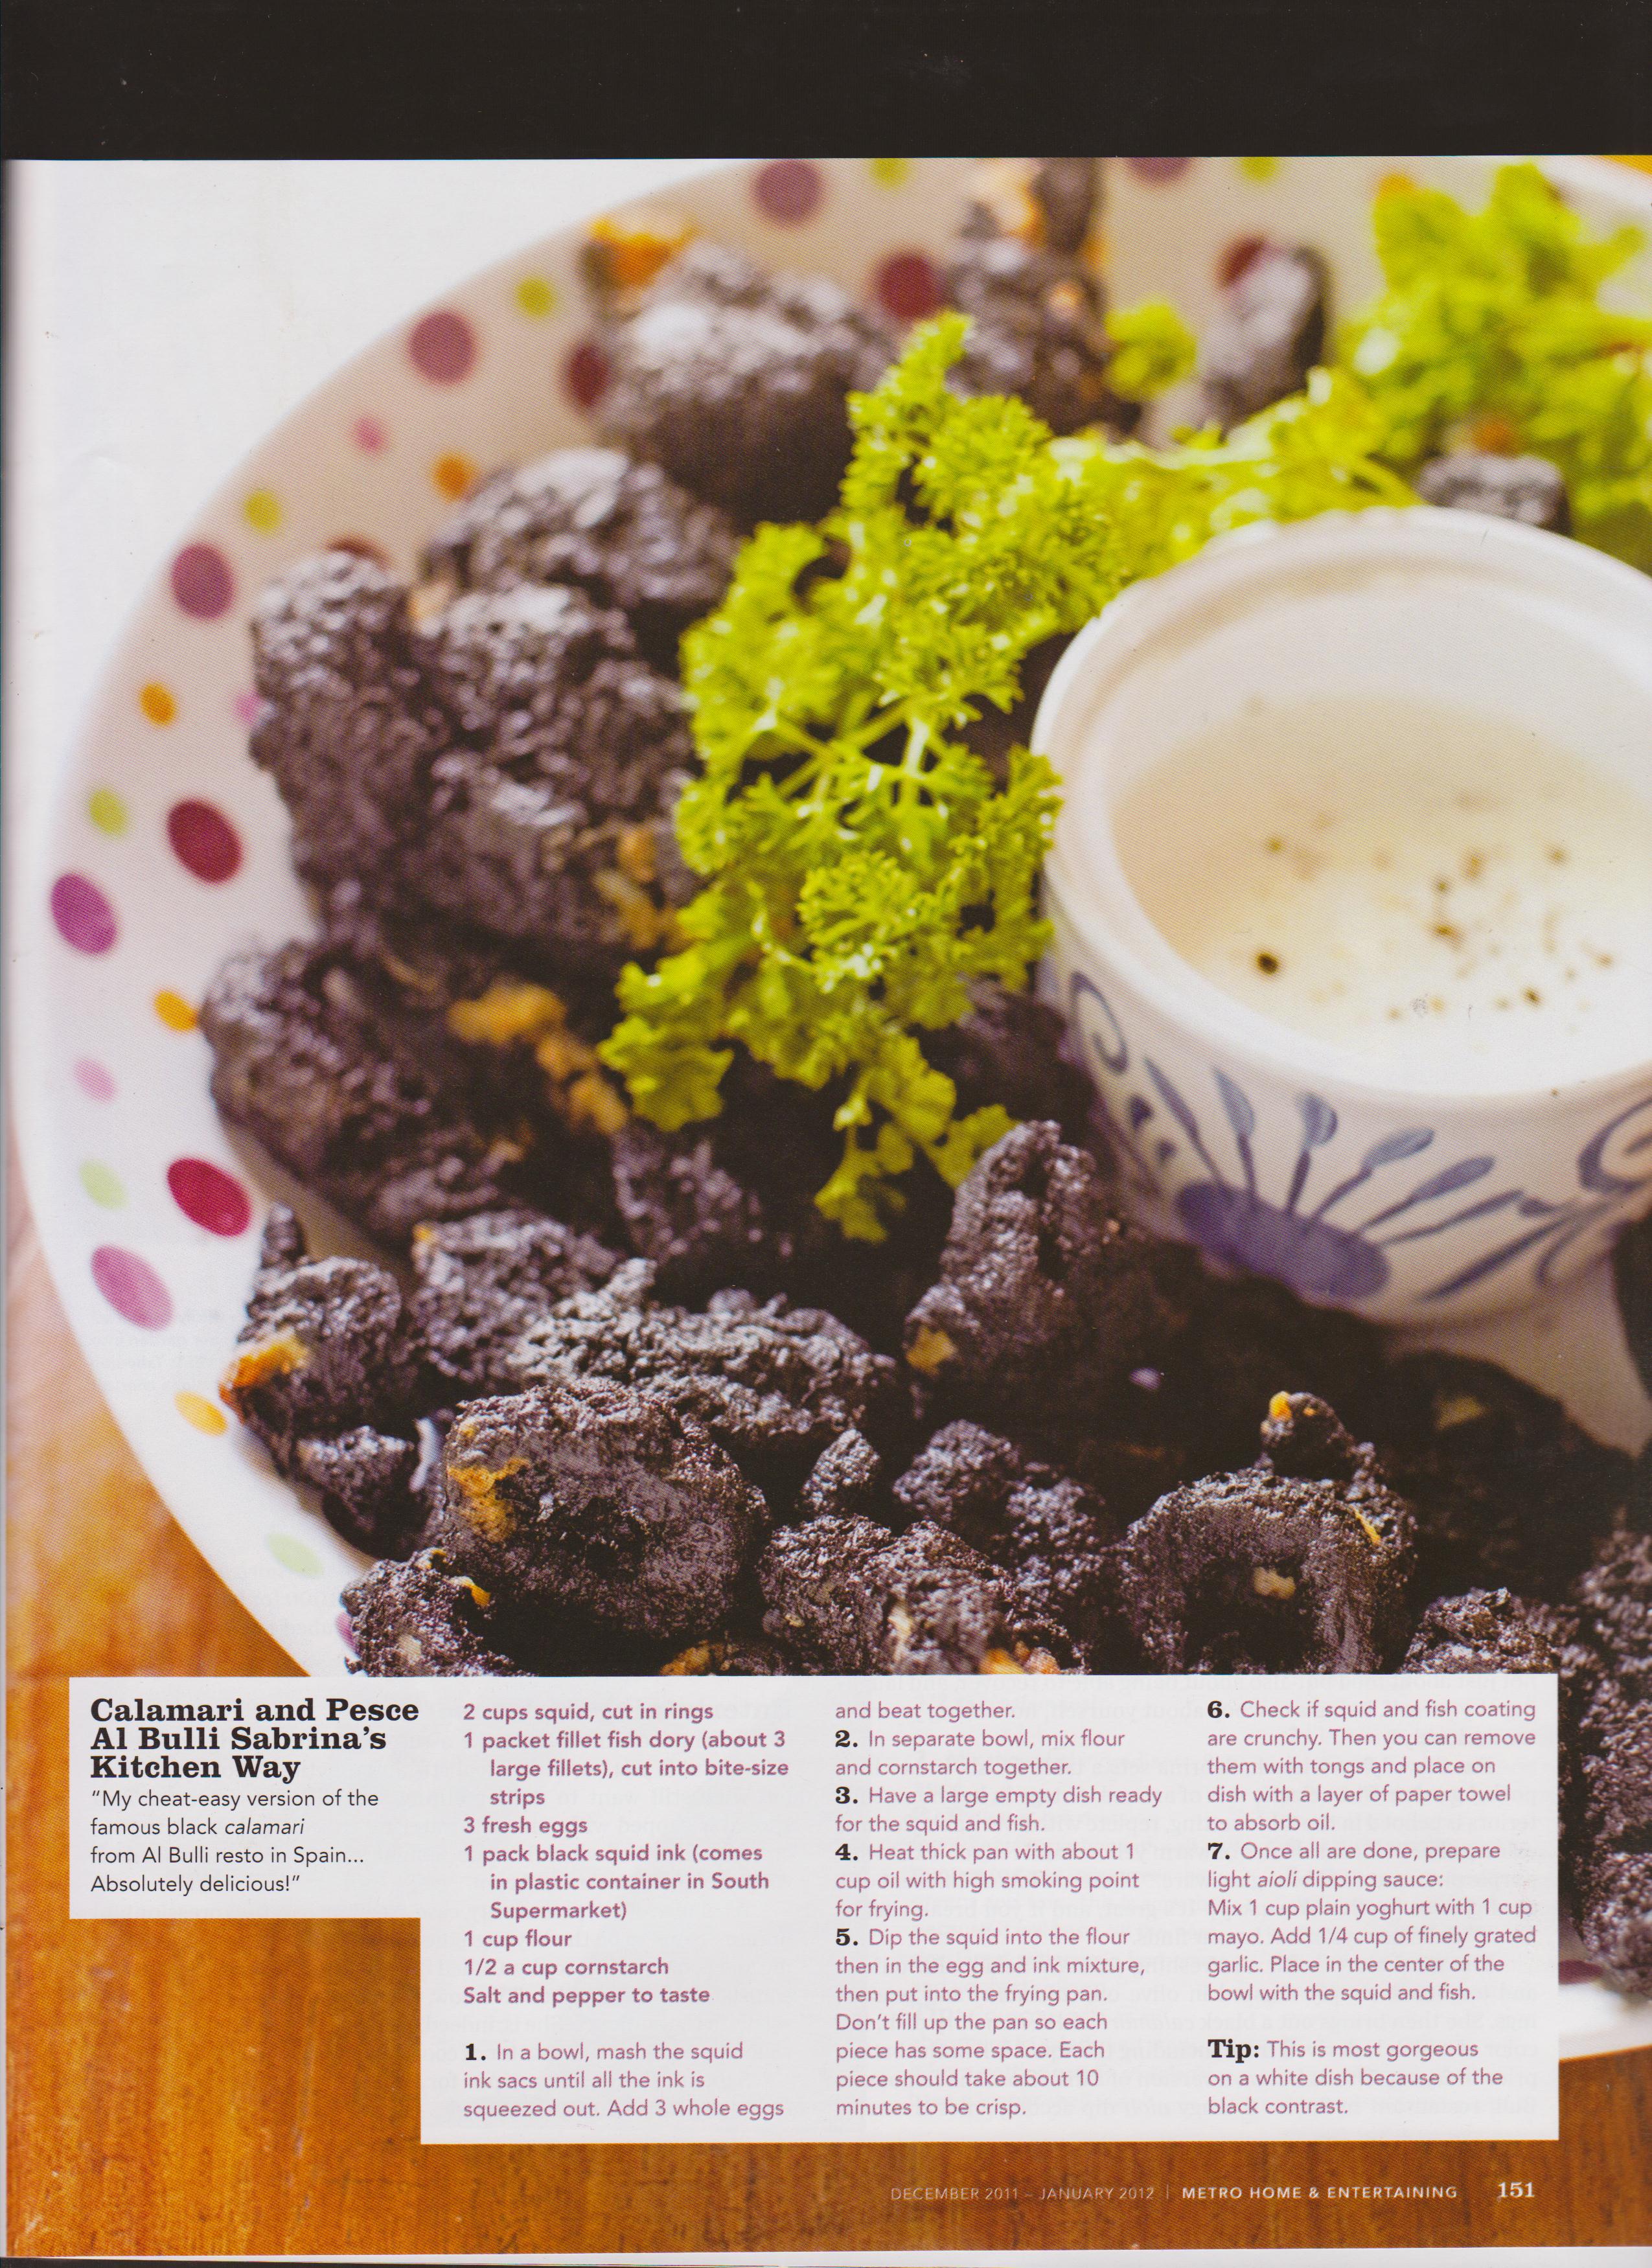 Calamari and Pesce
Al Bulli Sabrina's
Kitchen Way
"My cheat-easy version of the
famous black calamari
from Al Bulli resto in Spain...
Absolutely delicious!"
2 cups squid, cut in rings
1 packet fillet fish dory (about 3
large fillets), cut into bite-size
strips
3 fresh eggs
1 pack black squid ink (comes
in plastic container in South
Supermarket)
1 cup flour
1/2 a cup cornstarch
Salt and pepper to taste
1. In a bowl, mash the squid
ink sacs until all the ink is
squeezed out. Add 3 whole eggs
and beat together.
2. In separate bowl, mix flour
and cornstarch together.
3. Have a large empty dish ready
for the squid and fish.
4. Heat thick pan with about 1
cup oil with high smoking point
for frying.
5. Dip the squid into the flour
then in the egg and ink mixture,
then put into the frying pan.
Don't fill up the pan so each
piece has some space. Each
piece should take about 10
minutes to be crisp.
6. Check if squid and fish coating
are crunchy. Then you can remove
them with tongs and place on
dish with a layer of paper towel
to absorb oil.
7. Once all are done, prepare
light aioli dipping sauce:
Mix 1 cup plain yoghurt with 1 cup
mayo. Add 1/4 cup of finely grated
garlic. Place in the center of the
bowl with the squid and fish.
Tip: This is most gorgeous
on a white dish because of the
black contrast.
DECEMBER 2011 – JANUARY 2012 | METRO HOME & ENTERTAINING 151